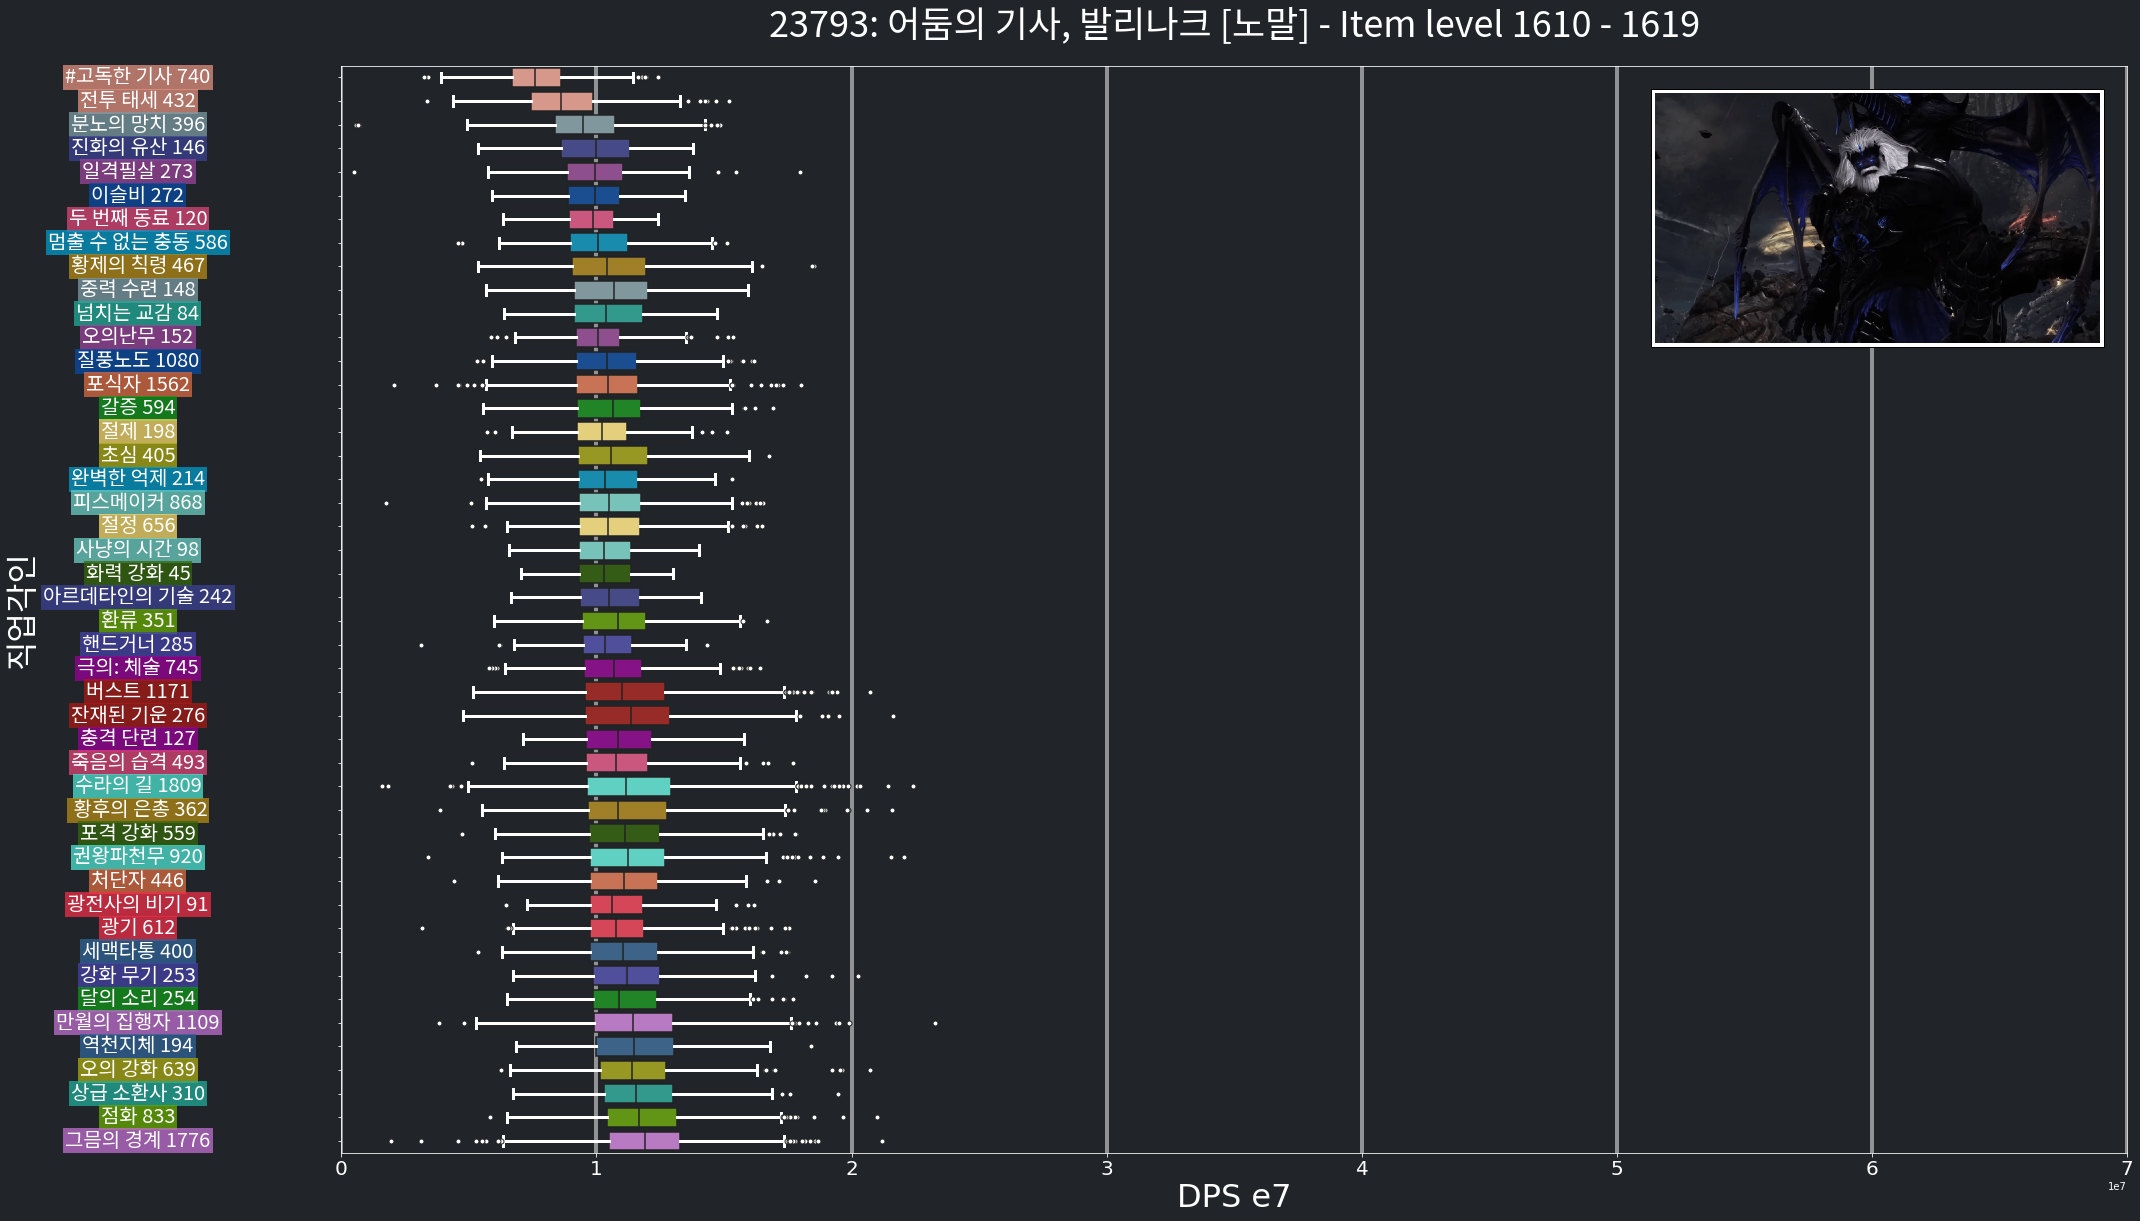 23793: 어둠의 기사, 발리나크 [노말] - Item level 1610 - 1619
#고독한 기사 740
전투 태세 432
분노의 망치 396
진화의 유산 146
일격필살 273
이슬비 272
두 번째 동료 120
멈출 수 없는 충동 586
황제의 칙령 467
중력 수련 148
넘치는 교감 84
오의난무 152
질풍노도 1080
포식자 1562
갈증 594
절제 198
초심 405
완벽한 억제 214
피스메이커 868
절정 656
사냥의 시간 98
화력 강화 45
아르데타인의 기술 242
환류 351
핸드거너 285
극의: 체술 745
버스트 1171
잔재된 기운 276
충격 단련 127
죽음의 습격 493
수라의 길 1809
황후의 은총 362
포격 강화 559
권왕파천무 920
처단자 446
광전사의 비기 91
광기 612
세맥타통 400
강화 무기 253
달의 소리 254
만월의 집행자 1109
역천지체 194
오의 강화 639
상급 소환사 310
점화 833
그믐의 경계 1776
직업각인
0 1 2 3 4 5 6 7
1e7
DPS e7